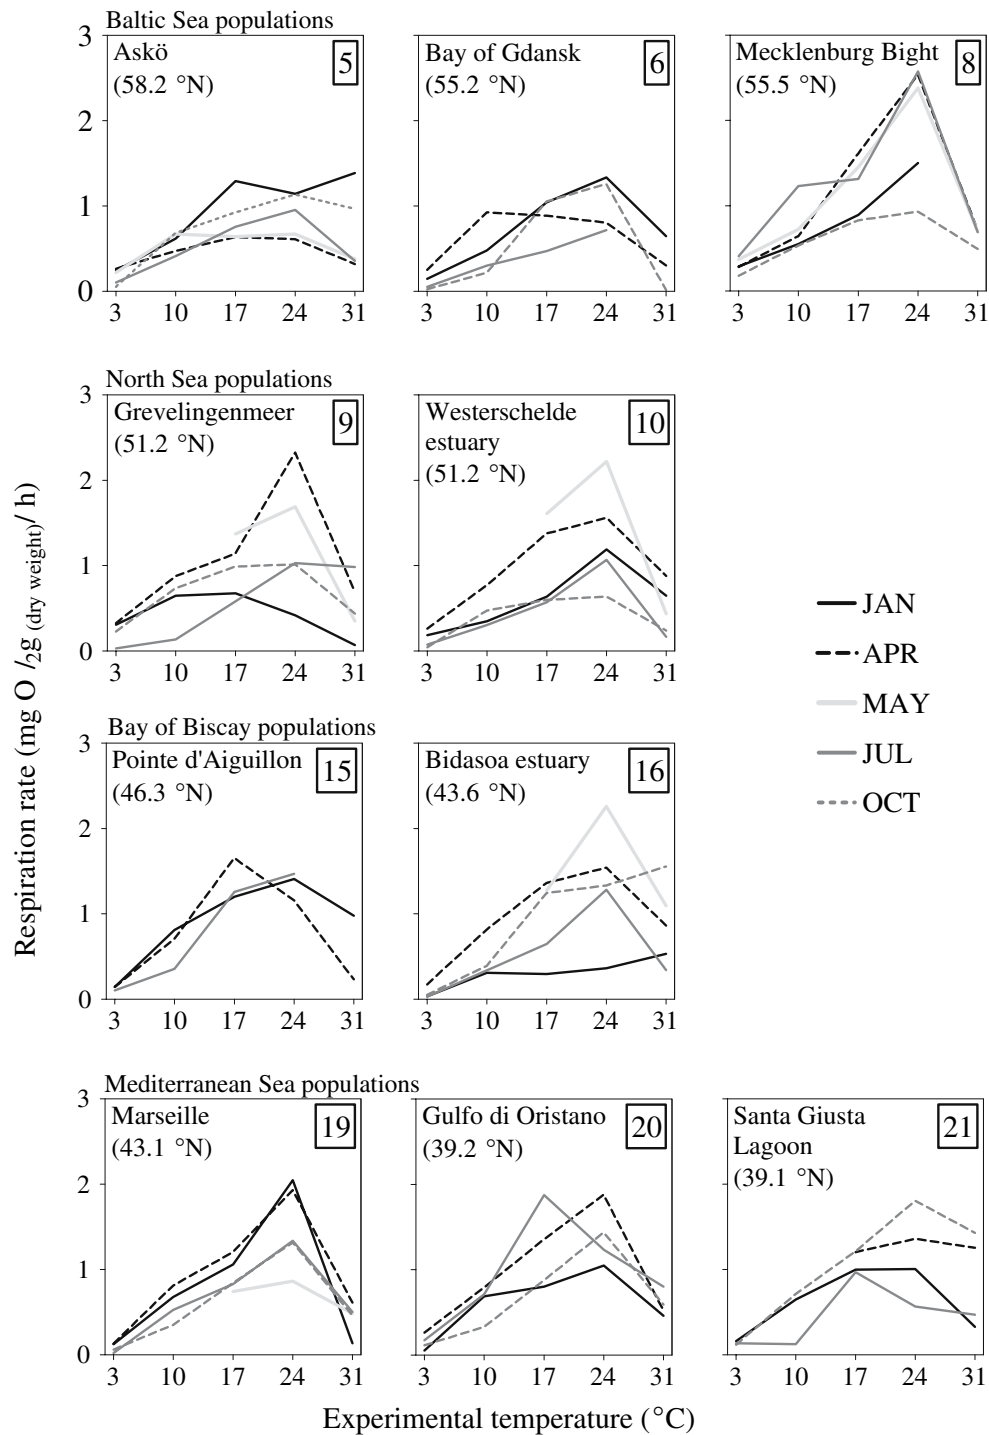 Baltic Sea populations
3
2
1
0
Askö
(58.2 °N)
5
3 10 17 24 31
Bay of Gdansk
(55.2 °N)
6
3 10 17 24 31
Mecklenburg Bight
(55.5 °N)
8
3 10 17 24 31
North Sea populations
3
2
1
0
Grevelingenmeer
(51.2 °N)
9
3 10 17 24 31
Westerschelde
estuary
(51.2 °N)
10
3 10 17 24 31
Bay of Biscay populations
3
2
1
0
Pointe d'Aiguillon
(46.3 °N)
15
3 10 17 24 31
Bidasoa estuary
(43.6 °N)
16
3 10 17 24 31
Mediterranean Sea populations
3
2
1
0
Marseille
(43.1 °N)
19
3 10 17 24 31
Gulfo di Oristano
(39.2 °N)
20
3 10 17 24 31
Santa Giusta
Lagoon
(39.1 °N)
21
3 10 17 24 31
JAN
APR
MAY
JUL
OCT
Respiration rate (mg O /2g (dry weight)/ h)
Experimental temperature (°C)